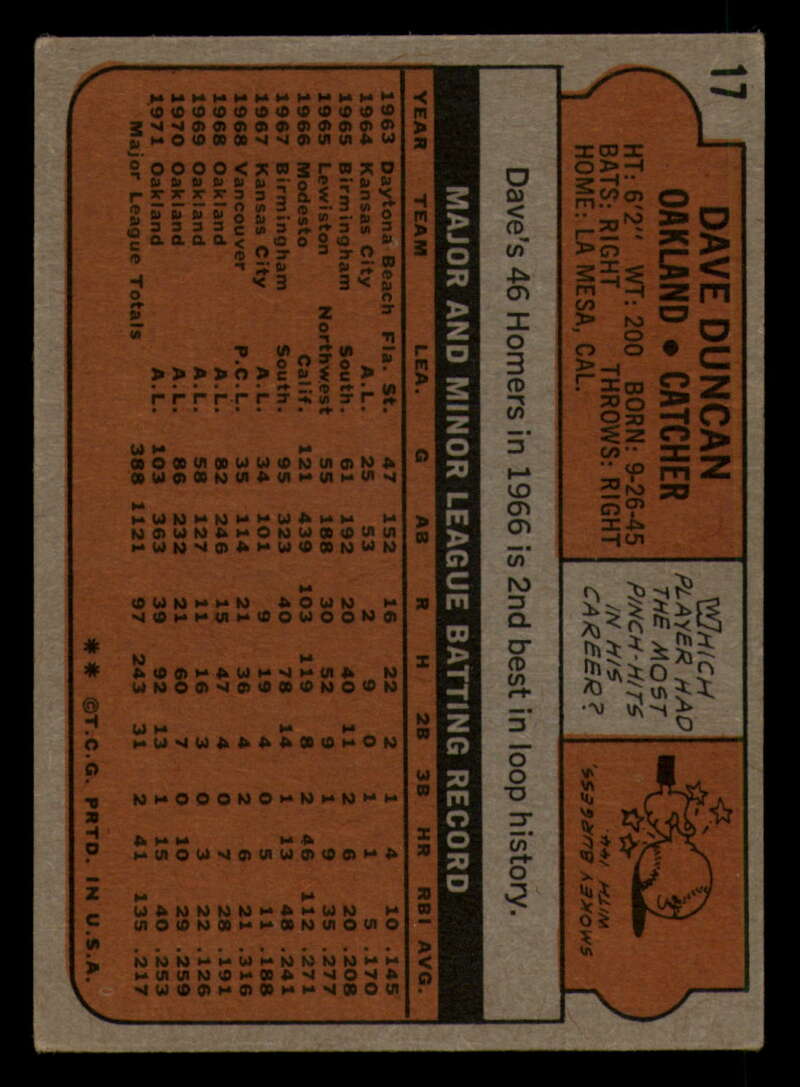 17
DAVE DUNCAN
OAKLAND • CATCHER
HT: 6'2" WT: 200 BORN: 9-26-45
BATS: RIGHT THROWS: RIGHT
HOME: LA MESA, CAL.
WHICH
PLAYER HAD
THE MOST
PINCH-HITS
IN HIS
CAREER?
SMOKEY BURGESS,
WITH 144.
Dave's 46 Homers in 1966 is 2nd best in loop history.
MAJOR AND MINOR LEAGUE BATTING RECORD
YEAR TEAM LEA. G AB R H 2B 3B HR RBI AVG.
1963 Daytona Beach Fla. St. 47 152 16 22 2 1 4 10 .145
1964 Kansas City A.L. 25 53 2 9 0 1 1 5 .170
1965 Birmingham South. 61 192 20 40 11 2 6 20 .208
1965 Lewiston Northwest 55 188 30 52 9 1 9 35 .277
1966 Modesto Calif. 121 439 103 119 8 2 46 112 .271
1967 Birmingham South. 95 323 40 78 14 1 13 48 .241
1967 Kansas City A.L. 34 101 9 19 4 0 5 11 .188
1968 Vancouver P.C.L. 35 114 21 36 4 2 6 21 .316
1968 Oakland A.L. 82 246 15 47 4 0 7 28 .191
1969 Oakland A.L. 58 127 11 16 3 0 3 22 .126
1970 Oakland A.L. 86 232 21 60 7 0 10 29 .259
1971 Oakland A.L. 103 363 39 92 13 1 15 40 .253
Major League Totals 388 1121 97 243 31 2 41 135 .217
** ©T.C.G. PRTD. IN U.S.A.